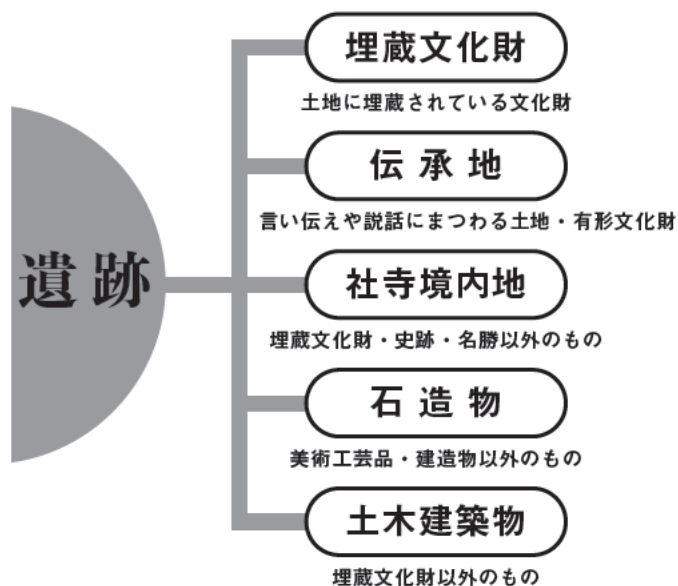 遺跡
埋蔵文化財
土地に埋蔵されている文化財
伝承地
言い伝えや説話にまつわる土地・有形文化財
社寺境内地
埋蔵文化財・史跡・名勝以外のもの
石造物
美術工芸品・建造物以外のもの
土木建築物
埋蔵文化財以外のもの